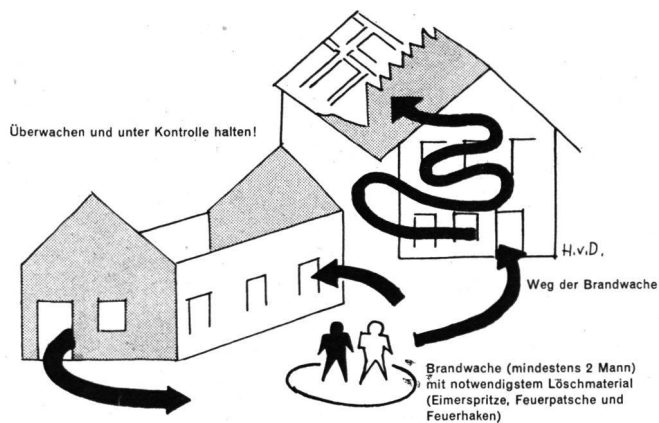 Überwachen und unter Kontrolle halten!
H.v.D.
Weg der Brandwache
Brandwache (mindestens 2 Mann)
mit notwendigstem Löschmaterial
(Eimerspritze, Feuerpatsche und
Feuerhaken)